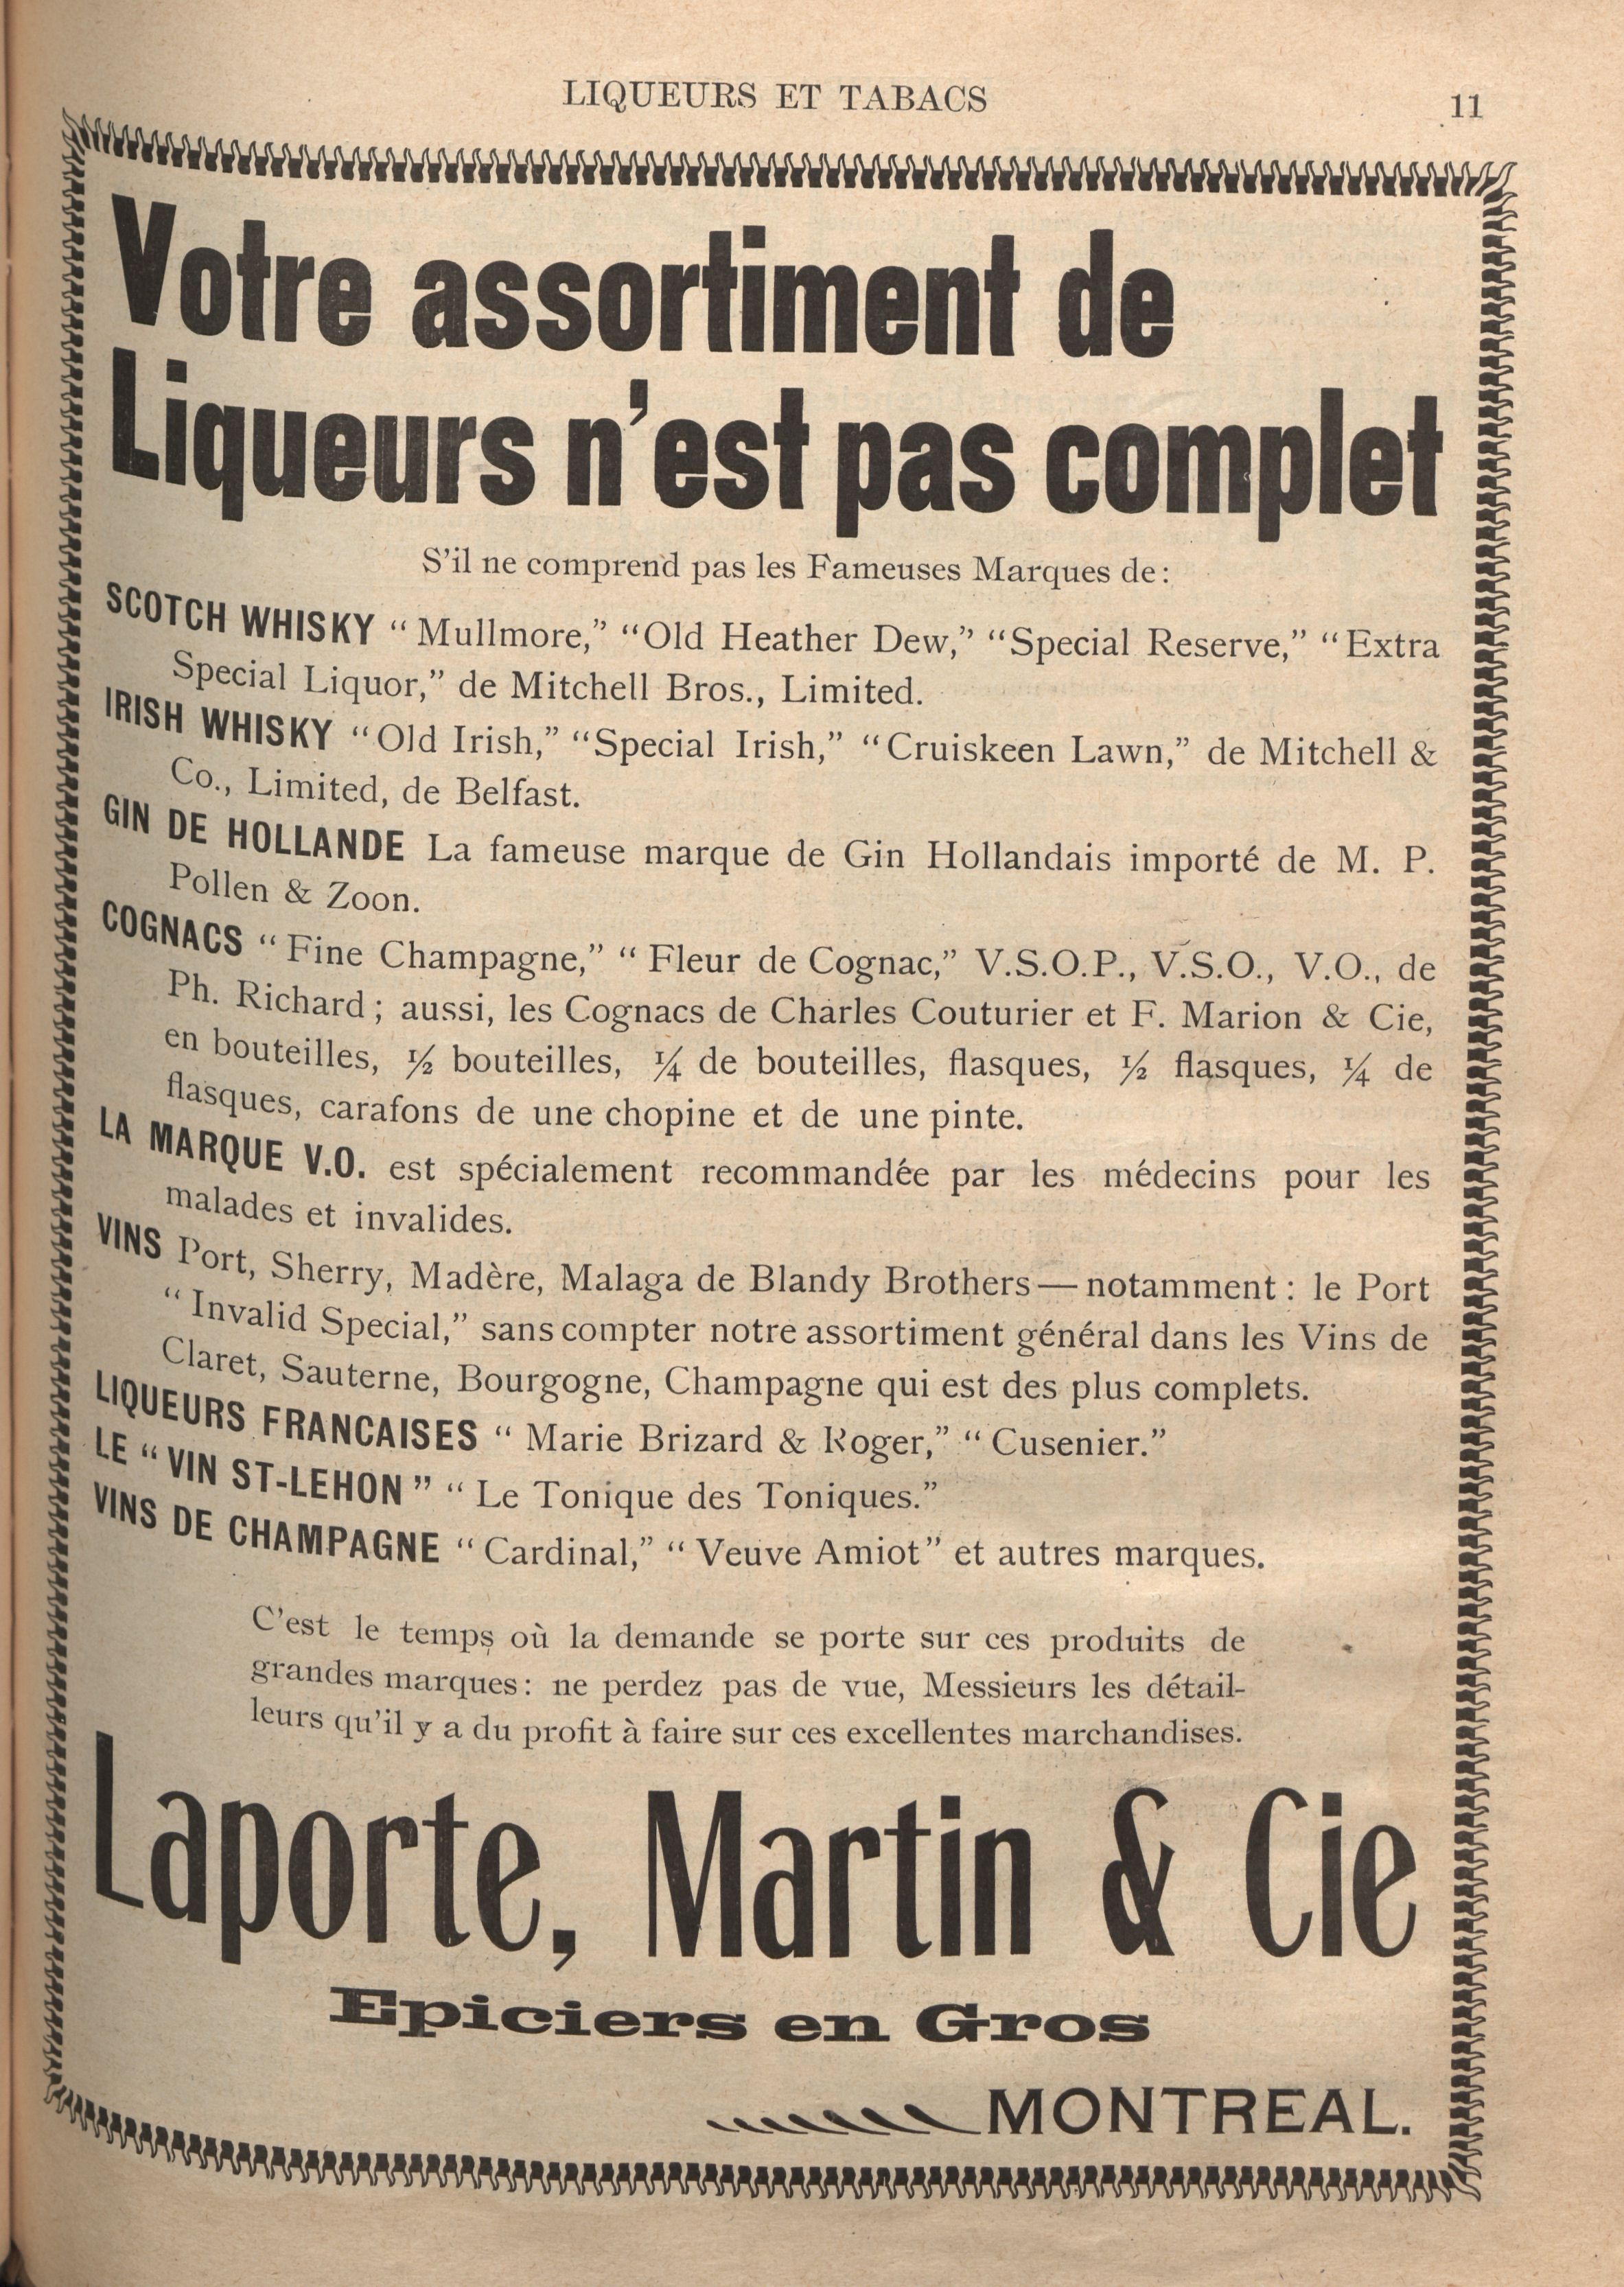 LIQUEURS ET TABACS
11
Votre assortiment de
Liqueurs n'est pas complet
S'il ne comprend pas les Fameuses Marques de:
SCOTCH WHISKY “Mullmore,” “Old Heather Dew,” “Special Reserve,” “Extra
Special Liquor,” de Mitchell Bros., Limited.
IRISH WHISKY “Old Irish,” “Special Irish,” “Cruiskeen Lawn,” de Mitchell &
Co., Limited, de Belfast.
GIN DE HOLLANDE La fameuse marque de Gin Hollandais importé de M. P.
Pollen & Zoon.
COGNACS “Fine Champagne,” “Fleur de Cognac,” V.S.O.P., V.S.O., V.O., de
Ph. Richard; aussi, les Cognacs de Charles Couturier et F. Marion & Cie,
en bouteilles, ½ bouteilles, ¼ de bouteilles, flasques, ½ flasques, ¼ de
flasques, carafons de une chopine et de une pinte.
LA MARQUE V.O. est spécialement recommandée par les médecins pour les
malades et invalides.
VINS Port, Sherry, Madère, Malaga de Blandy Brothers—notamment: le Port
“Invalid Special,” sans compter notre assortiment général dans les Vins de
Claret, Sauterne, Bourgogne, Champagne qui est des plus complets.
LIQUEURS FRANCAISES “Marie Brizard & Roger,” “Cusenier.”
LE “VIN ST-LEHON” “Le Tonique des Toniques.”
VINS DE CHAMPAGNE “Cardinal,” “Veuve Amiot” et autres marques.
C'est le temps où la demande se porte sur ces produits de
grandes marques: ne perdez pas de vue, Messieurs les détail-
leurs qu'il y a du profit à faire sur ces excellentes marchandises.
Laporte, Martin & Cie
Epiciers en Gros
MONTREAL.